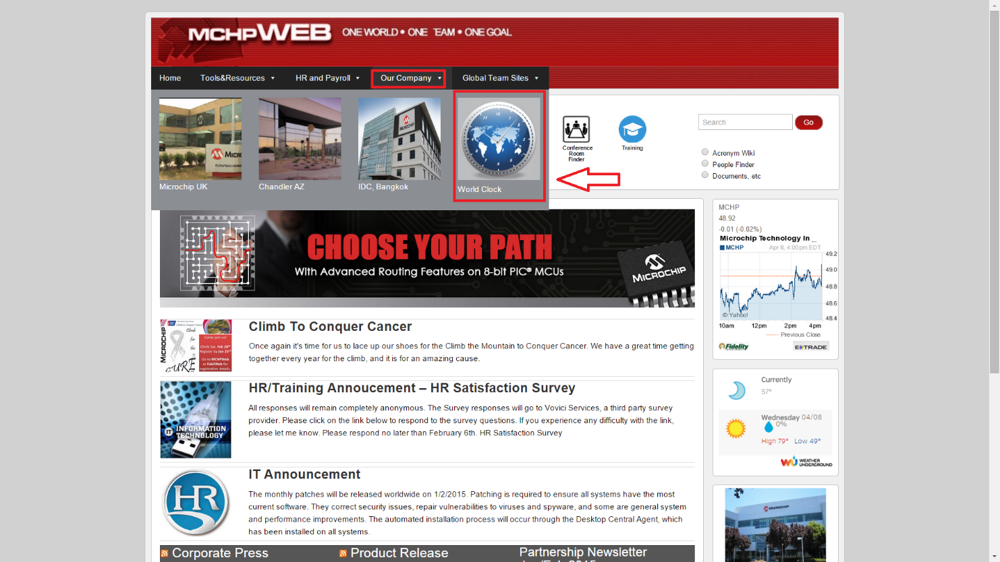 MCHPWEB ONE WORLD • ONE TEAM • ONE GOAL
Home Tools&Resources HR and Payroll Our Company Global Team Sites
Microchip UK
Chandler AZ
IDC, Bangkok
World Clock
Conference
Room
Finder
Training
Search Go
Acronym Wiki
People Finder
Documents, etc
CHOOSE YOUR PATH
With Advanced Routing Features on 8-bit PIC® MCUs
MICROCHIP
Climb To Conquer Cancer
Once again it's time for us to lace up our shoes for the Climb the Mountain to Conquer Cancer. We have a great time getting
together every year for the climb, and it is for an amazing cause.
MICROCHIP
Climb
for
the
CURE
Come join us!
Climb Sat, Feb 28th
Register by Jan 23rd
Go to MCHPWeb
or Fab2Web for
registration details.
HR/Training Annoucement – HR Satisfaction Survey
All responses will remain completely anonymous. The Survey responses will go to Vovici Services, a third party survey
provider. Please click on the link below to respond to the survey questions. If you experience any difficulty with the link,
please let me know. Please respond no later than February 6th. HR Satisfaction Survey
IT INFORMATION
TECHNOLOGY
IT Announcement
The monthly patches will be released worldwide on 1/2/2015. Patching is required to ensure all systems have the most
current software. They correct security issues, repair vulnerabilities to viruses and spyware, and some are general system
and performance improvements. The automated installation process will occur through the Desktop Central Agent, which
has been installed on all systems.
HR
Corporate Press
Product Release
Partnership Newsletter
MCHP
48.92
-0.01 (-0.02%)
Microchip Technology In ...
MCHP Apr 8, 4:00pm EDT
49.2
49.0
48.8
48.6
48.4
© Yahoo!
10am 12pm 2pm 4pm
Previous Close
Fidelity E*TRADE
Currently
57°
Wednesday 04/08
0%
High 79° Low 49°
WU WEATHER
UNDERGROUND
MICROCHIP